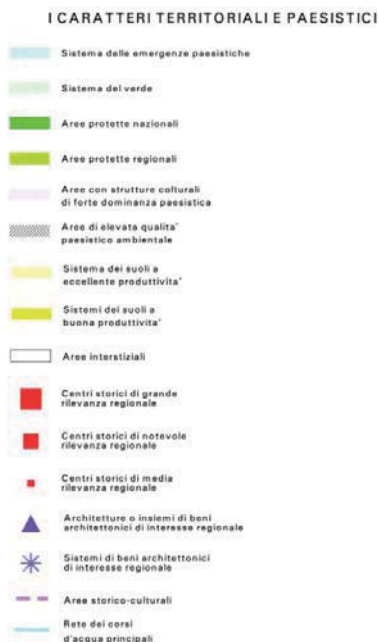 I CARATTERI TERRITORIALI E PAESISTICI
Sistema delle emergenze paesistiche
Sistema del verde
Aree protette nazionali
Aree protette regionali
Aree con strutture colturali
di forte dominanza paesistica
Aree di elevata qualita'
paesistico ambientale
Sistema dei suoli a
eccellente produttivita'
Sistemi dei suoli a
buona produttivita'
Aree interstiziali
Centri storici di grande
rilevanza regionale
Centri storici di notevole
rilevanza regionale
Centri storici di media
rilevanza regionale
Architetture o insiemi di beni
architettonici di interesse regionale
Sistemi di beni architettonici
di interesse regionale
Aree storico-culturali
Rete dei corsi
d'acqua principali